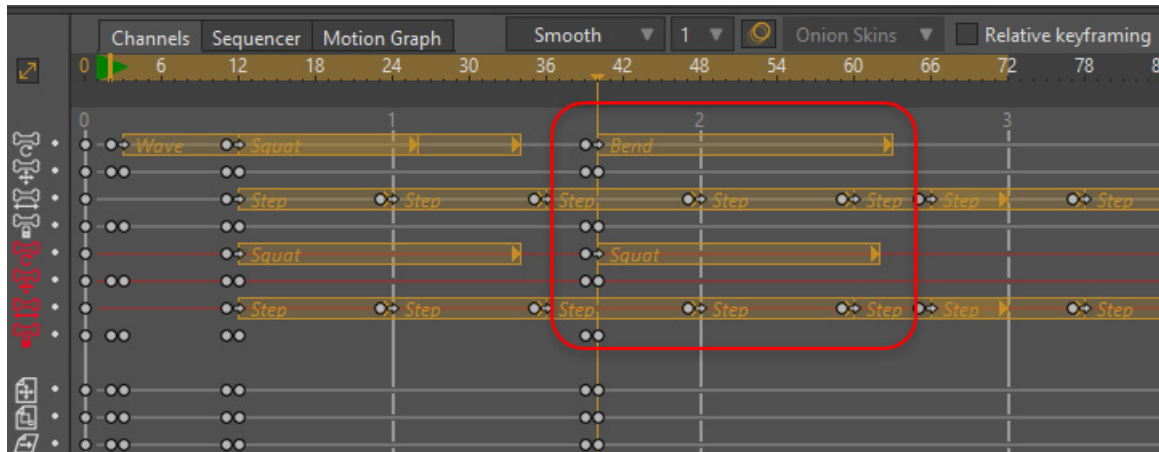 Channels Sequencer Motion Graph Smooth 1 Onion Skins Relative keyframing
0 6 12 18 24 30 36 42 48 54 60 66 72 78 8
0 1 2 3
Wave Squat Bend
Step Step Step Step Step Step Step
Squat Squat
Step Step Step Step Step Step Step